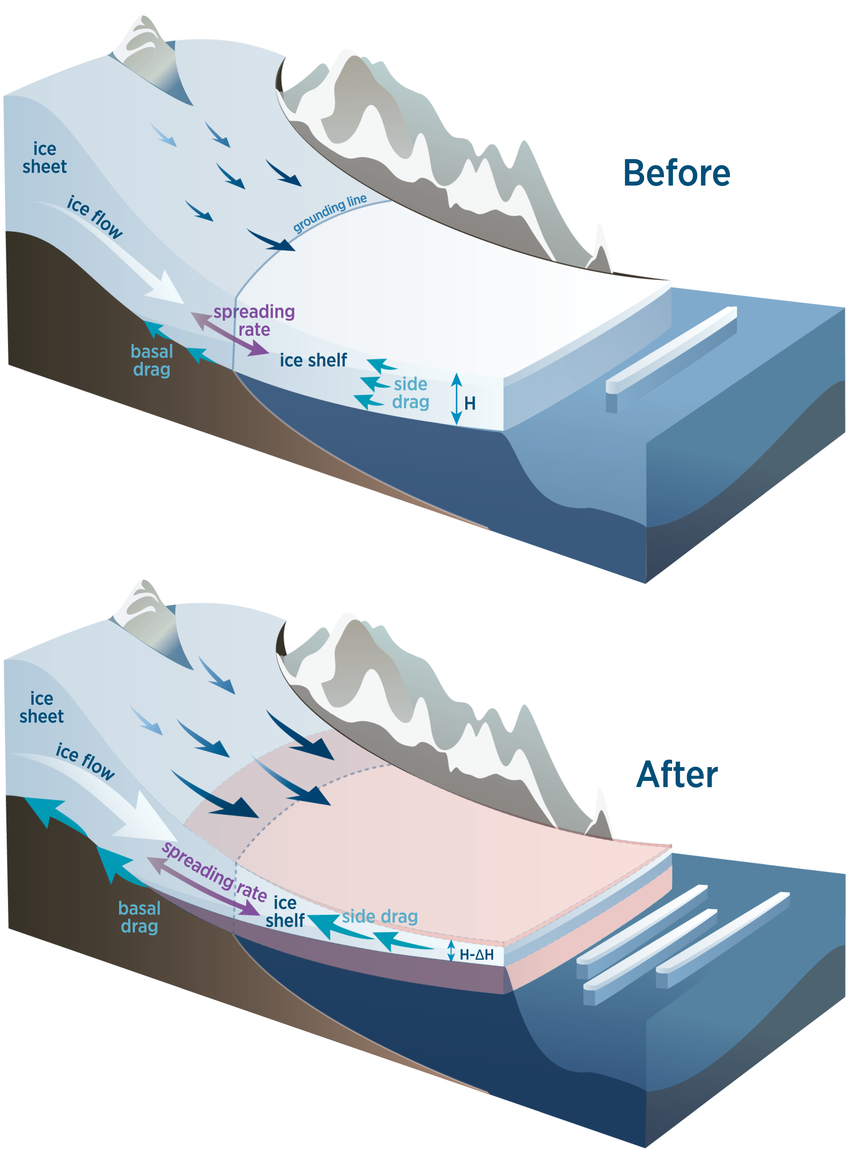 Before
ice
sheet
ice flow
grounding line
spreading
rate
basal
drag
ice shelf
side
drag
H
After
ice
sheet
ice flow
spreading rate
basal
drag
ice
shelf
side drag
H-ΔH